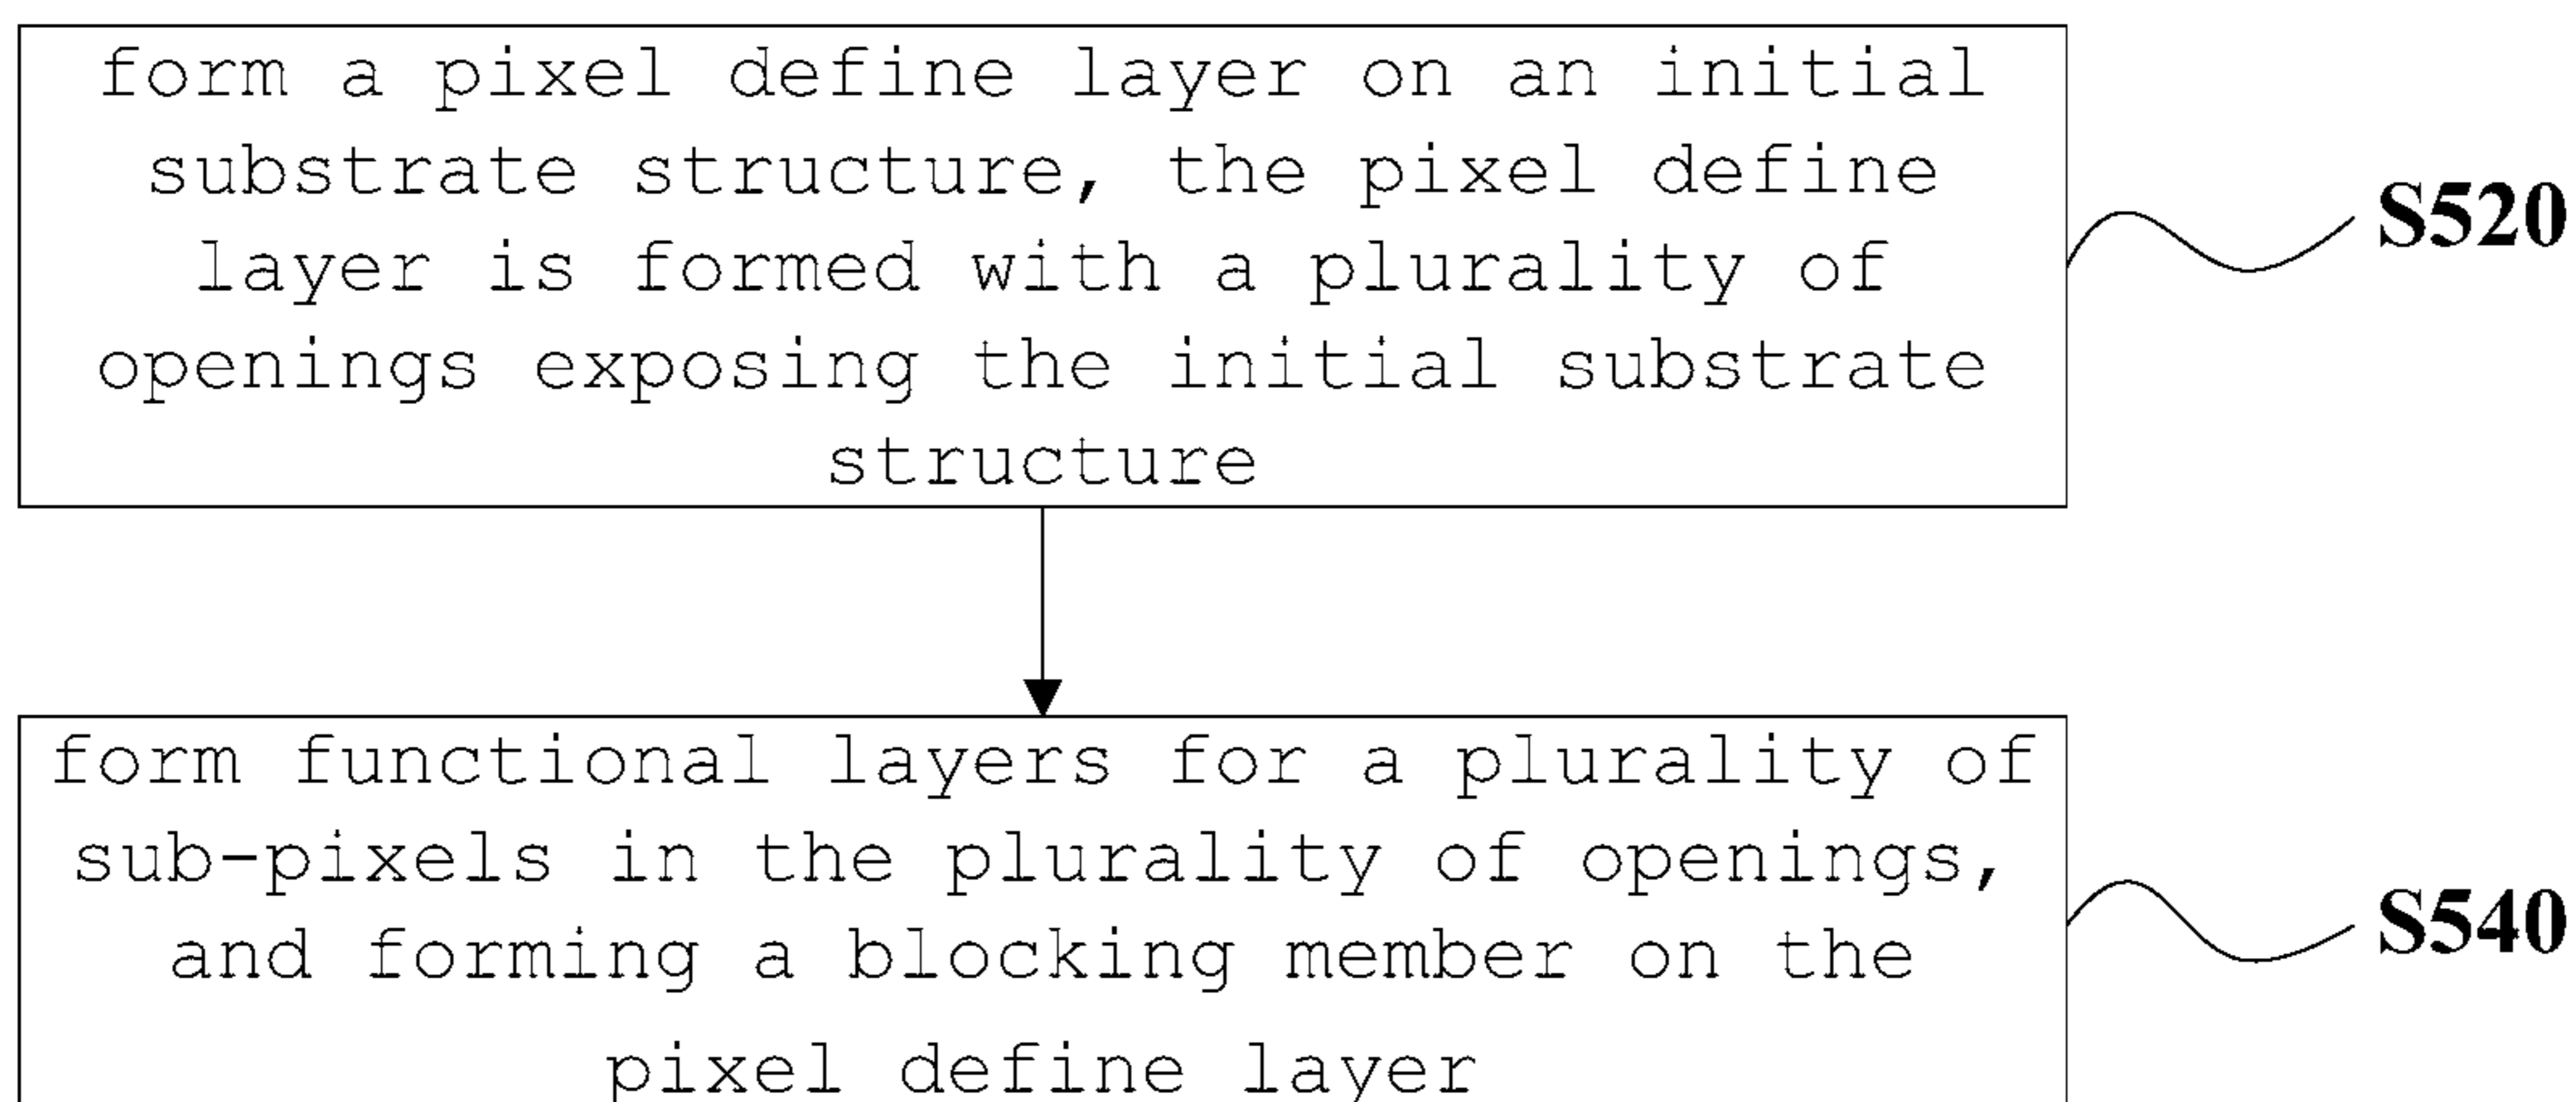 form a pixel define layer on an initial
substrate structure, the pixel define
layer is formed with a plurality of
openings exposing the initial substrate
structure
S520
form functional layers for a plurality of
sub-pixels in the plurality of openings,
and forming a blocking member on the
pixel define layer
S540